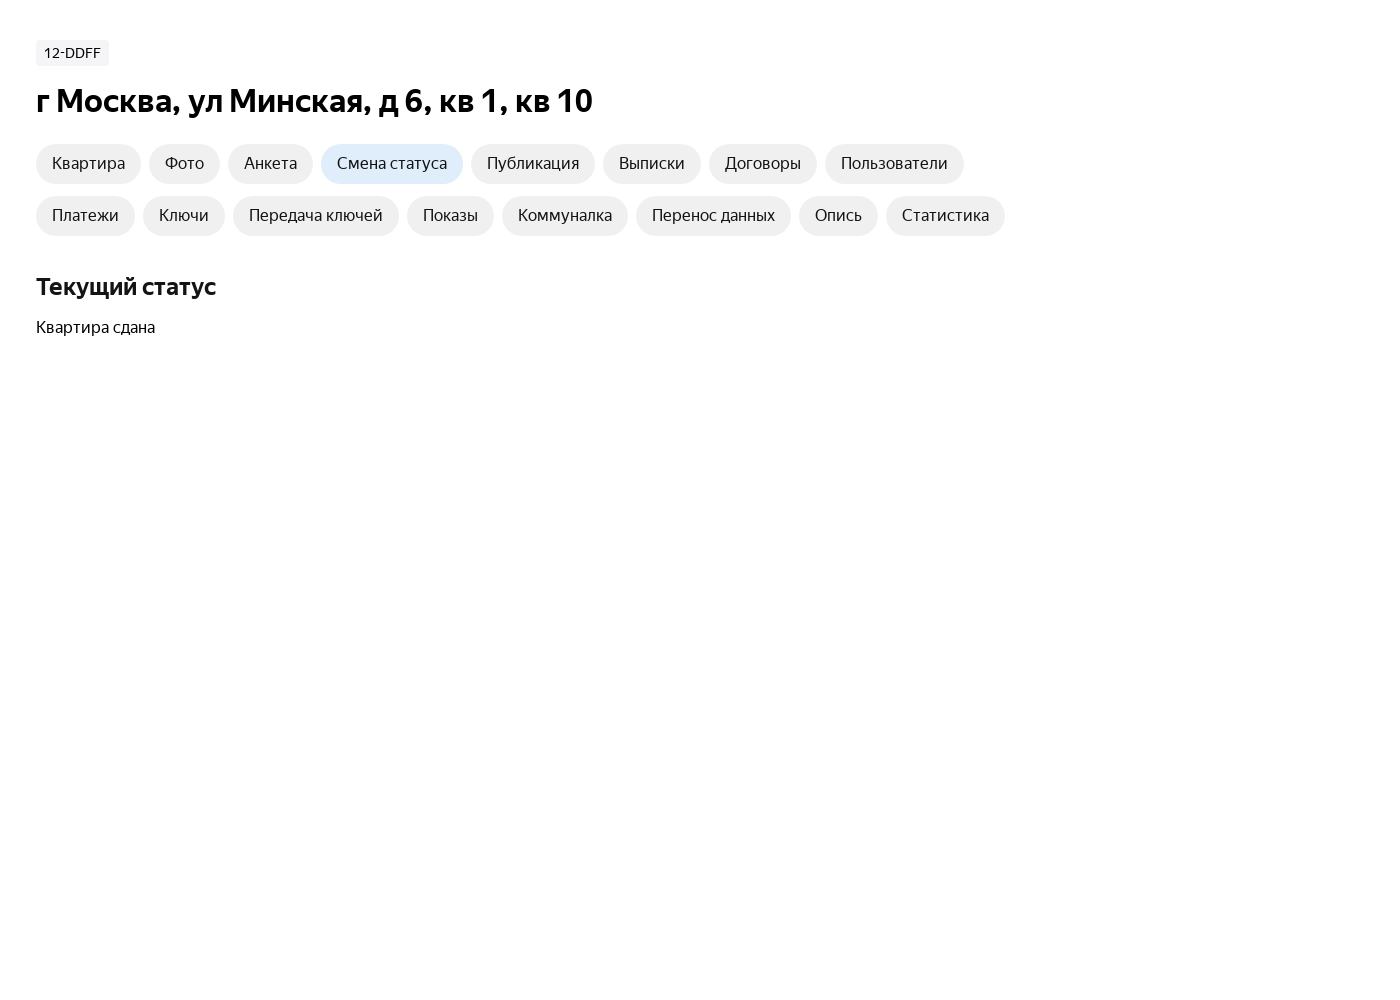 12-DDFF
г Москва, ул Минская, д 6, кв 1, кв 10
Квартира Фото Анкета Смена статуса Публикация Выписки Договоры Пользователи
Платежи Ключи Передача ключей Показы Коммуналка Перенос данных Опись Статистика
Текущий статус
Квартира сдана